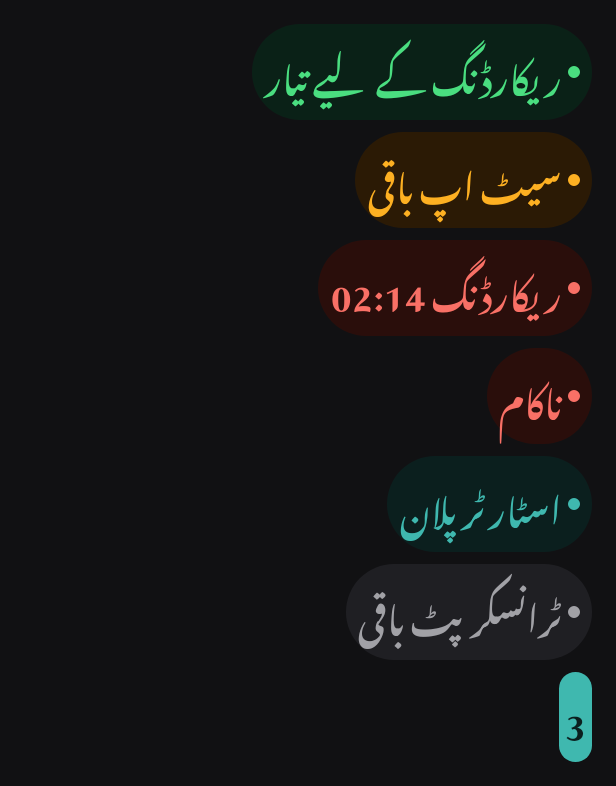 ریکارڈنگ کے لیے تیار
سیٹ اپ باقی
ریکارڈنگ 02:14
ناکام
اسٹارٹر پلان
ٹرانسکرپٹ باقی
3